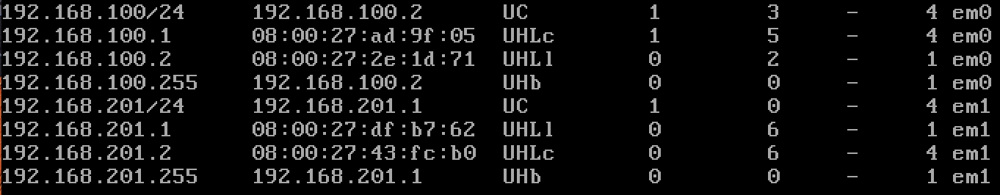 192.168.100/24 192.168.100.2 UC 1 3 - 4 em0
192.168.100.1 08:00:27:ad:9f:05 UHLc 1 5 - 4 em0
192.168.100.2 08:00:27:2e:1d:71 UHLl 0 2 - 1 em0
192.168.100.255 192.168.100.2 UHb 0 0 - 1 em0
192.168.201/24 192.168.201.1 UC 1 0 - 4 em1
192.168.201.1 08:00:27:df:b7:62 UHLl 0 6 - 1 em1
192.168.201.2 08:00:27:43:fc:b0 UHLc 0 6 - 4 em1
192.168.201.255 192.168.201.1 UHb 0 0 - 1 em1